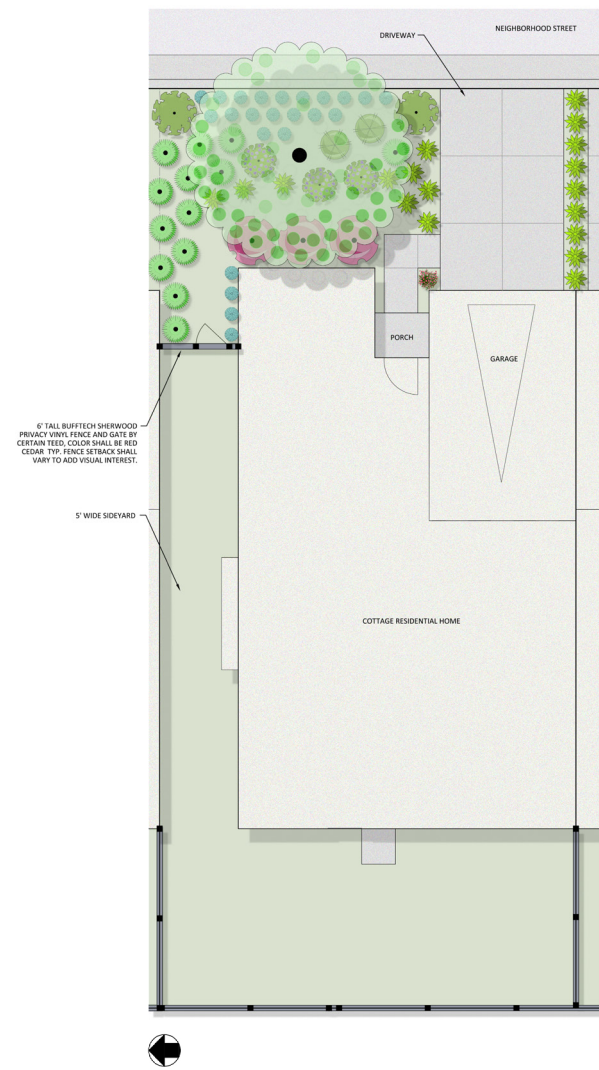 NEIGHBORHOOD STREET
DRIVEWAY
PORCH
GARAGE
6' TALL BUFFTECH SHERWOOD
PRIVACY VINYL FENCE AND GATE BY
CERTAIN TEED, COLOR SHALL BE RED
CEDAR TYP. FENCE SETBACK SHALL
VARY TO ADD VISUAL INTEREST.
5' WIDE SIDEYARD
COTTAGE RESIDENTIAL HOME